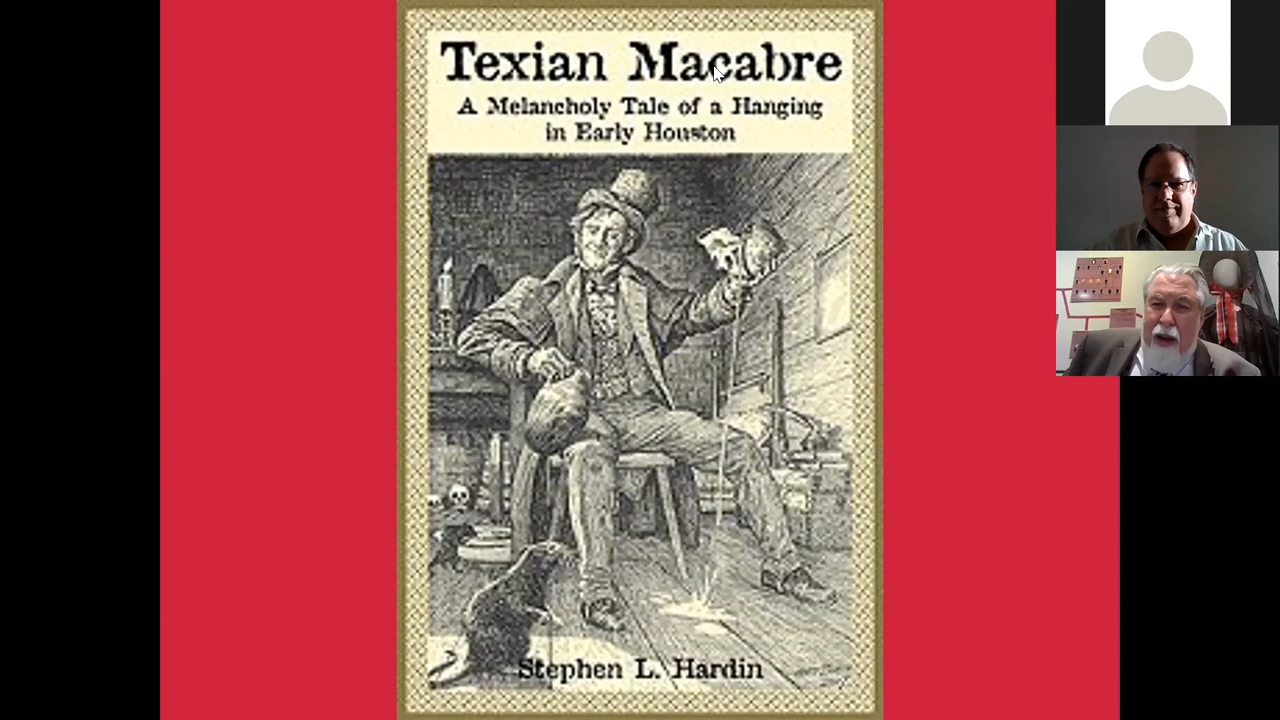 Texian Macabre
A Melancholy Tale of a Hanging
in Early Houston
Stephen L. Hardin